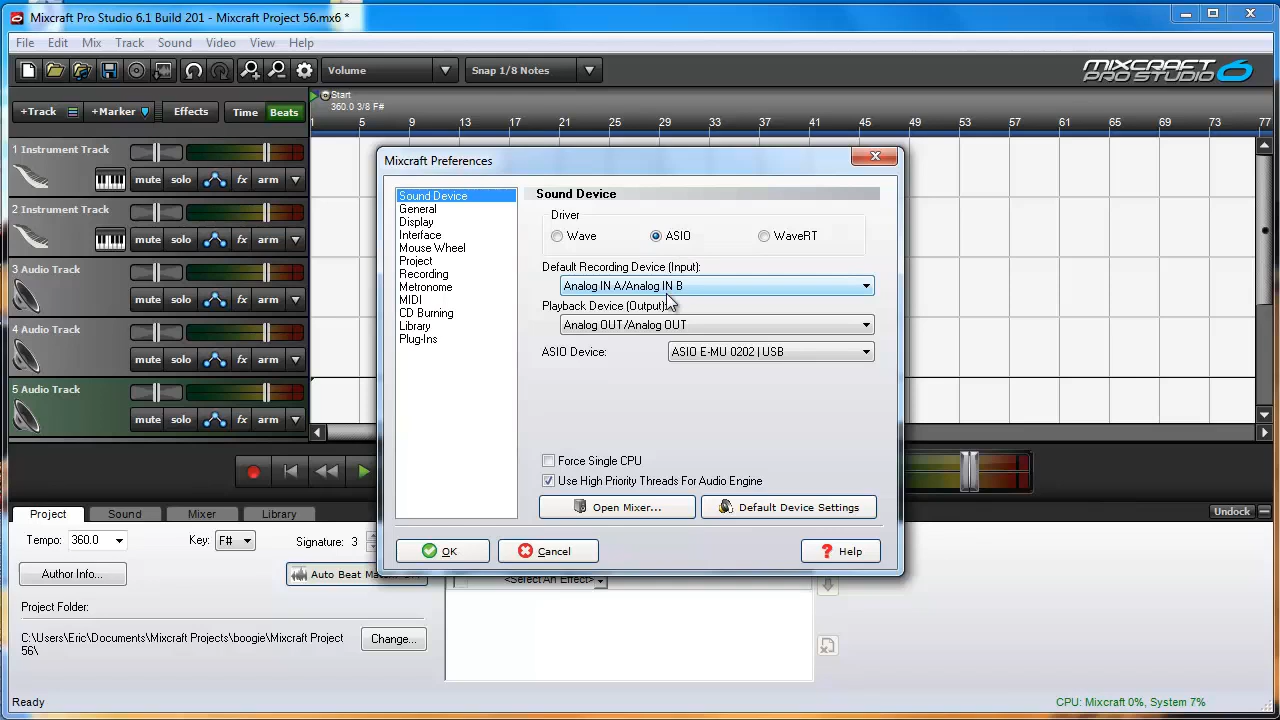 Mixcraft Pro Studio 6.1 Build 201 - Mixcraft Project 56.mx6 *
File Edit Mix Track Sound Video View Help
Volume Snap 1/8 Notes
MIXCRAFT PRO STUDIO 6
+Track +Marker Effects Time Beats
Start
360.0 3/8 F#
1 5 9 13 17 21 25 29 33 37 41 45 49 53 57 61 65 69 73 77
1 Instrument Track
mute solo fx arm
2 Instrument Track
mute solo fx arm
3 Audio Track
mute solo fx arm
4 Audio Track
mute solo fx arm
5 Audio Track
mute solo fx arm
Mixcraft Preferences
Sound Device
General
Display
Interface
Mouse Wheel
Project
Recording
Metronome
MIDI
CD Burning
Library
Plug-Ins
Sound Device
Driver
Wave ASIO WaveRT
Default Recording Device (Input):
Analog IN A/Analog IN B
Playback Device (Output):
Analog OUT/Analog OUT
ASIO Device: ASIO E-MU 0202 | USB
Force Single CPU
Use High Priority Threads For Audio Engine
Open Mixer... Default Device Settings
OK Cancel Help
Project Sound Mixer Library Undock
Tempo: 360.0 Key: F# Signature: 3
Author Info... Auto Beat
<Select An Effect>
Project Folder:
C:\Users\Eric\Documents\Mixcraft Projects\boogie\Mixcraft Project
56\
Change...
Ready CPU: Mixcraft 0%, System 7%